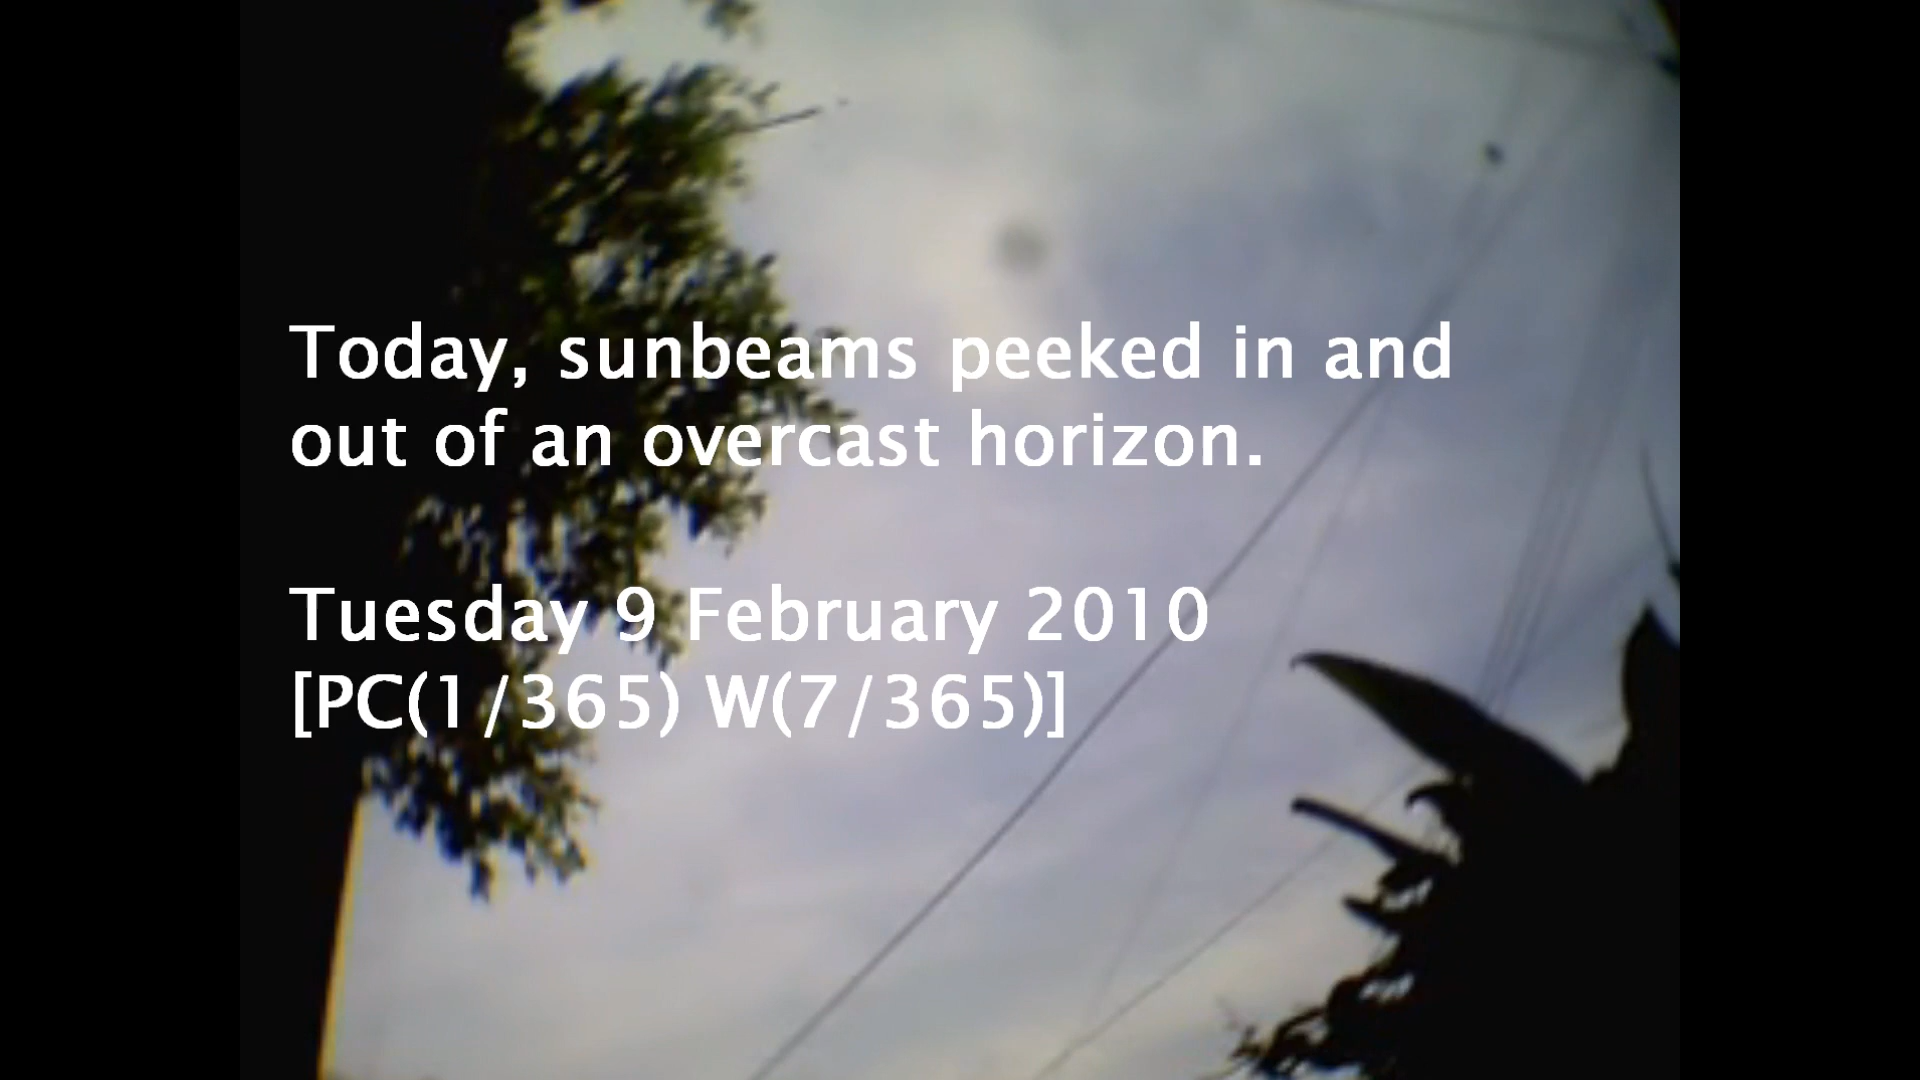 Today, sunbeams peeked in and
out of an overcast horizon.
Tuesday 9 February 2010
[PC(1/365) W(7/365)]